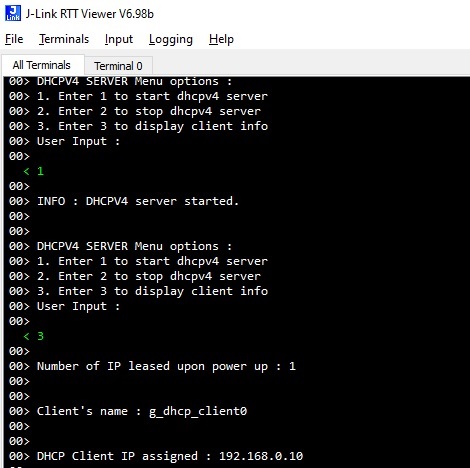 J-Link RTT Viewer V6.98b
File Terminals Input Logging Help
All Terminals Terminal 0
00> DHCPV4 SERVER Menu options :
00> 1. Enter 1 to start dhcpv4 server
00> 2. Enter 2 to stop dhcpv4 server
00> 3. Enter 3 to display client info
00> User Input :
00>
< 1
00>
00> INFO : DHCPV4 server started.
00>
00>
00> DHCPV4 SERVER Menu options :
00> 1. Enter 1 to start dhcpv4 server
00> 2. Enter 2 to stop dhcpv4 server
00> 3. Enter 3 to display client info
00> User Input :
00>
< 3
00>
00> Number of IP leased upon power up : 1
00>
00>
00> Client's name : g_dhcp_client0
00>
00>
00> DHCP Client IP assigned : 192.168.0.10